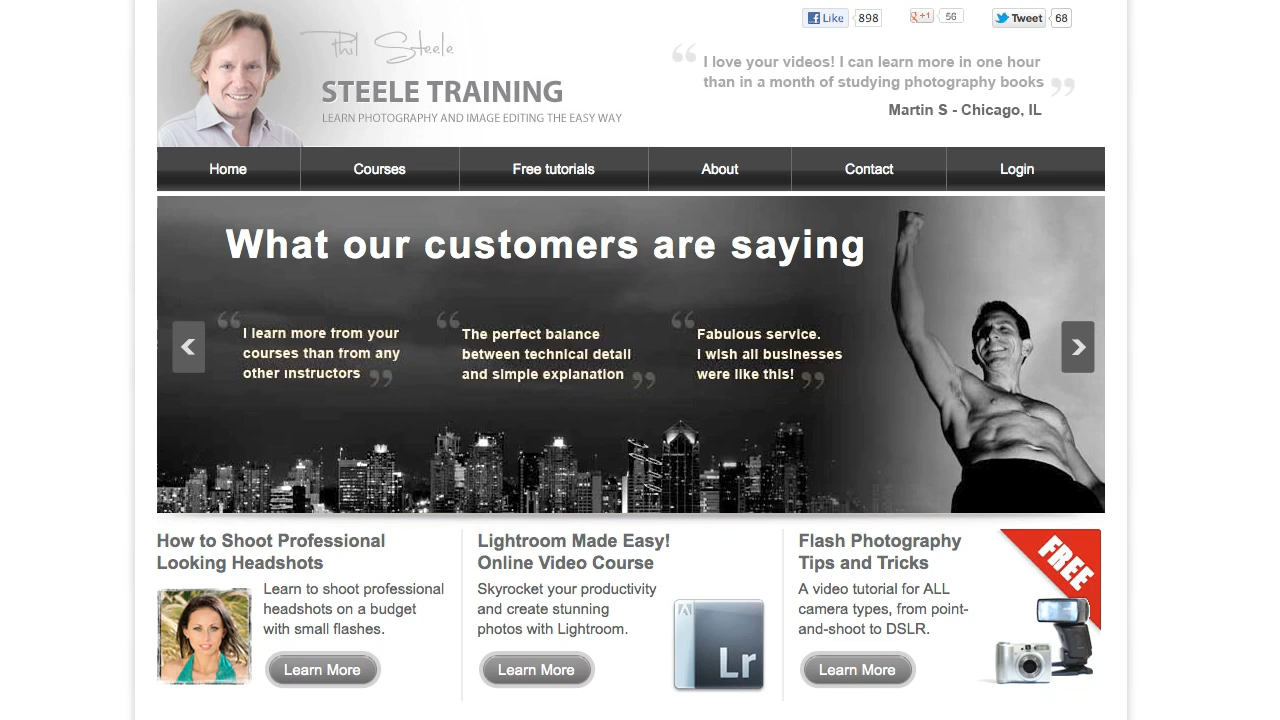 Like 898
+1 56
Tweet 68
Phil Steele
STEELE TRAINING
LEARN PHOTOGRAPHY AND IMAGE EDITING THE EASY WAY
“ I love your videos! I can learn more in one hour
than in a month of studying photography books ”
Martin S - Chicago, IL
Home Courses Free tutorials About Contact Login
What our customers are saying
“ I learn more from your
courses than from any
other instructors ”
“ The perfect balance
between technical detail
and simple explanation ”
“ Fabulous service.
I wish all businesses
were like this! ”
How to Shoot Professional
Looking Headshots
Learn to shoot professional
headshots on a budget
with small flashes.
Learn More
Lightroom Made Easy!
Online Video Course
Skyrocket your productivity
and create stunning
photos with Lightroom.
Lr
Learn More
Flash Photography
Tips and Tricks
FREE
A video tutorial for ALL
camera types, from point-
and-shoot to DSLR.
Learn More